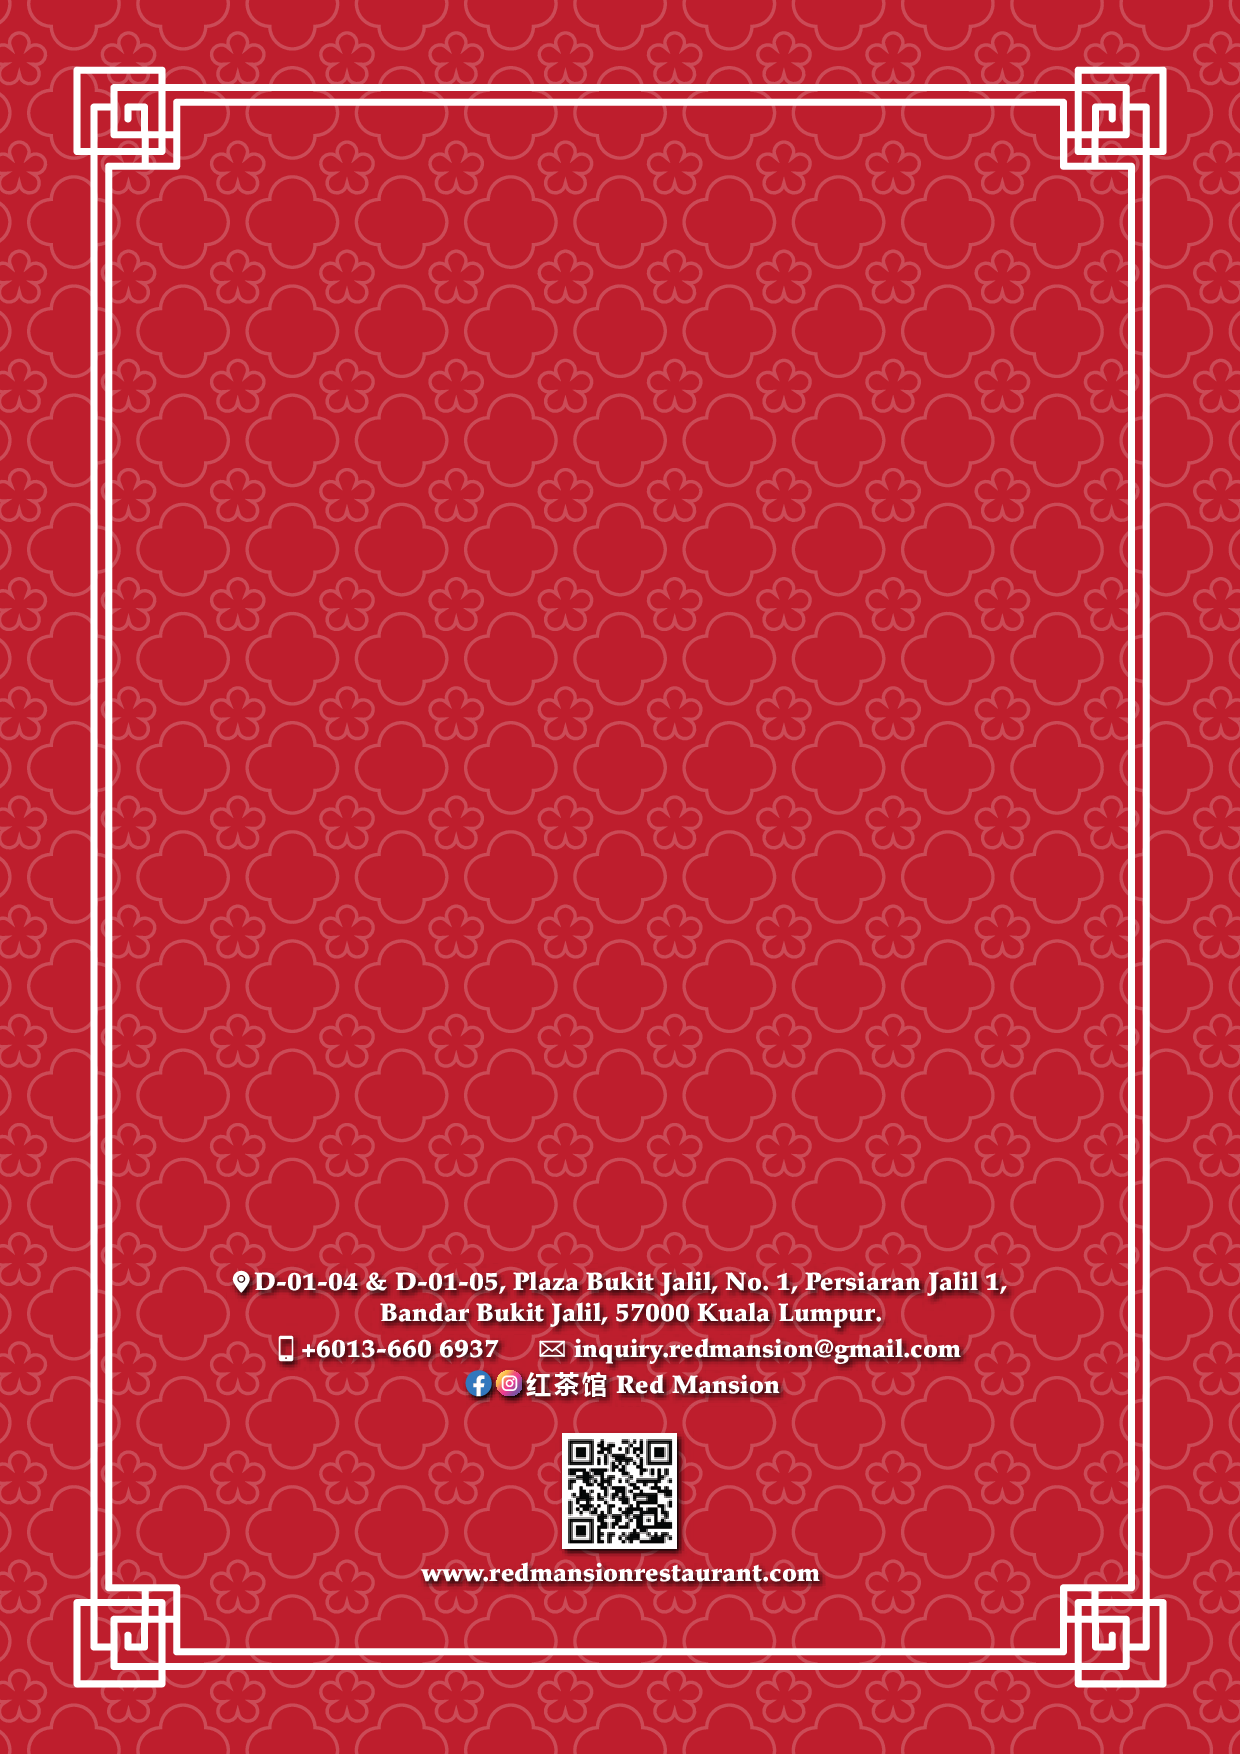 D-01-04 & D-01-05, Plaza Bukit Jalil, No. 1, Persiaran Jalil 1,
Bandar Bukit Jalil, 57000 Kuala Lumpur.
+6013-660 6937 inquiry.redmansion@gmail.com
红茶馆 Red Mansion
www.redmansionrestaurant.com